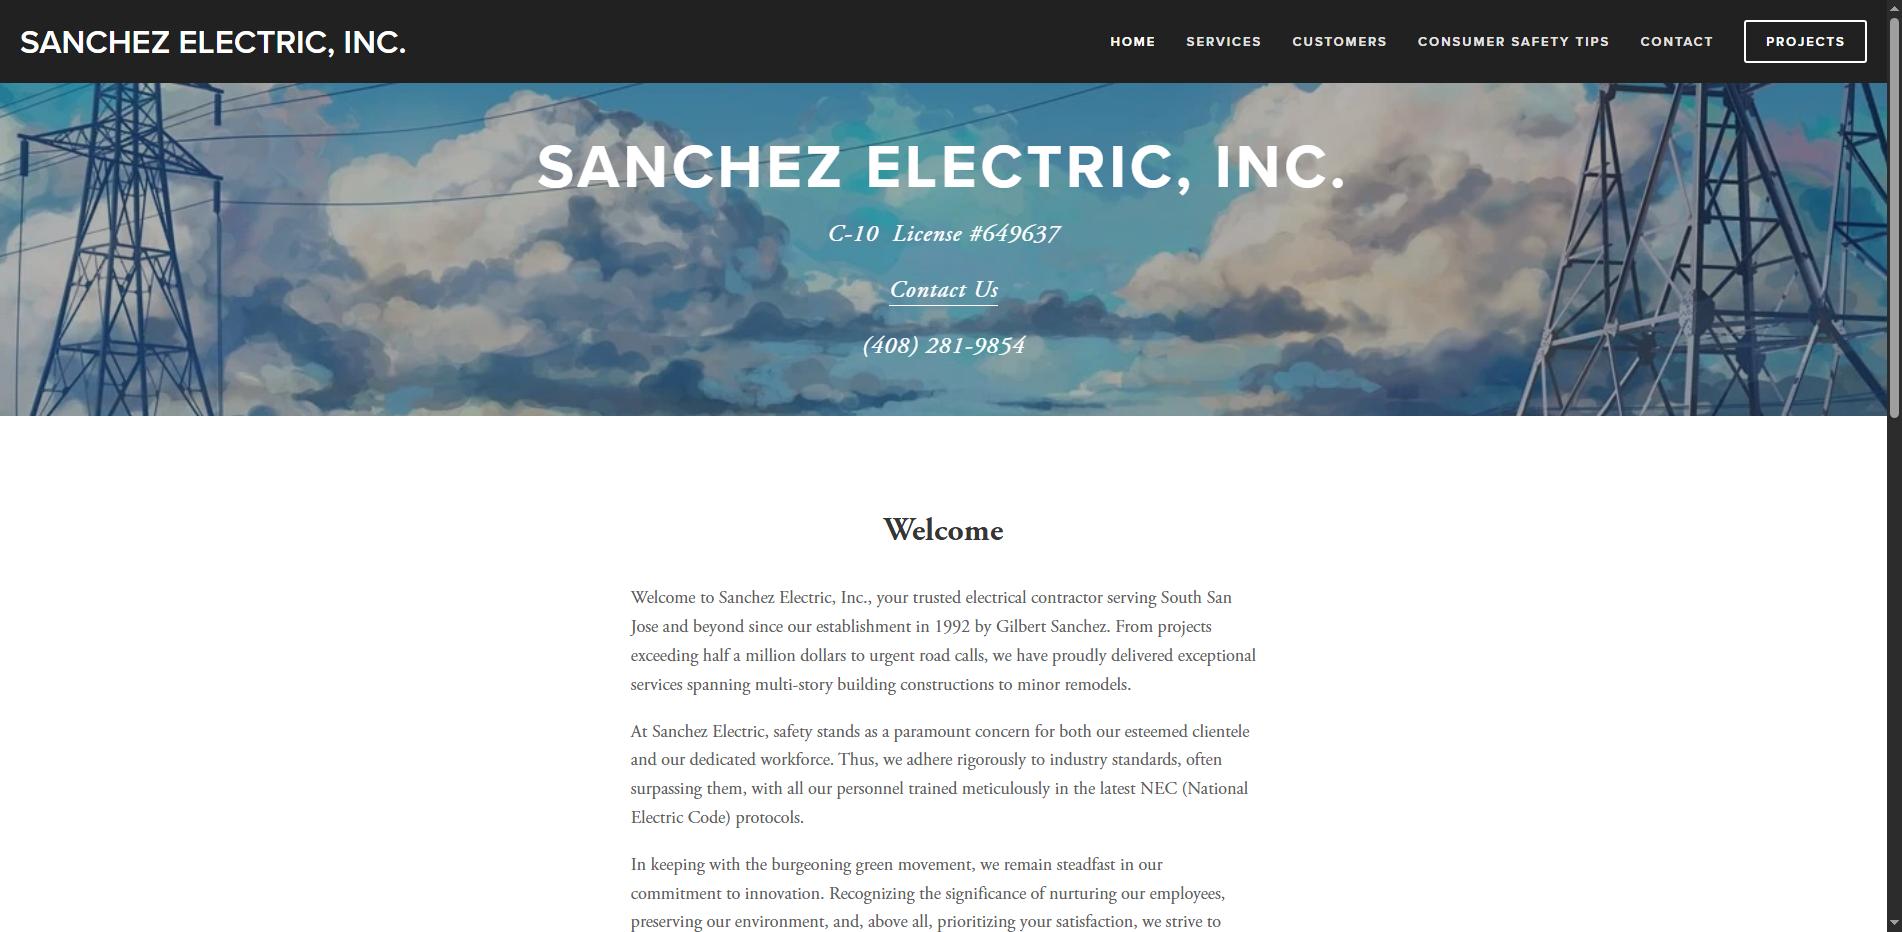 SANCHEZ ELECTRIC, INC.
HOME SERVICES CUSTOMERS CONSUMER SAFETY TIPS CONTACT PROJECTS
SANCHEZ ELECTRIC, INC.
C-10 License #649637
Contact Us
(408) 281-9854
Welcome
Welcome to Sanchez Electric, Inc., your trusted electrical contractor serving South San
Jose and beyond since our establishment in 1992 by Gilbert Sanchez. From projects
exceeding half a million dollars to urgent road calls, we have proudly delivered exceptional
services spanning multi-story building constructions to minor remodels.
At Sanchez Electric, safety stands as a paramount concern for both our esteemed clientele
and our dedicated workforce. Thus, we adhere rigorously to industry standards, often
surpassing them, with all our personnel trained meticulously in the latest NEC (National
Electric Code) protocols.
In keeping with the burgeoning green movement, we remain steadfast in our
commitment to innovation. Recognizing the significance of nurturing our employees,
preserving our environment, and, above all, prioritizing your satisfaction, we strive to